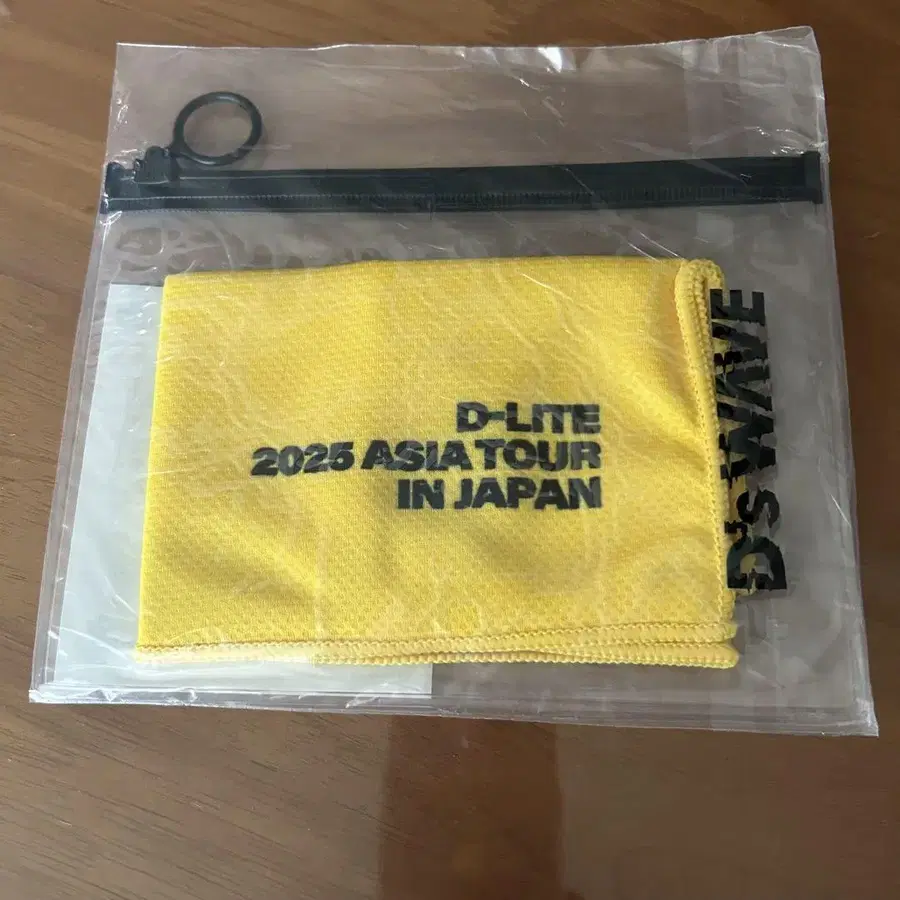 D-LITE
2025 ASIA TOUR
IN JAPAN
D's WAVE